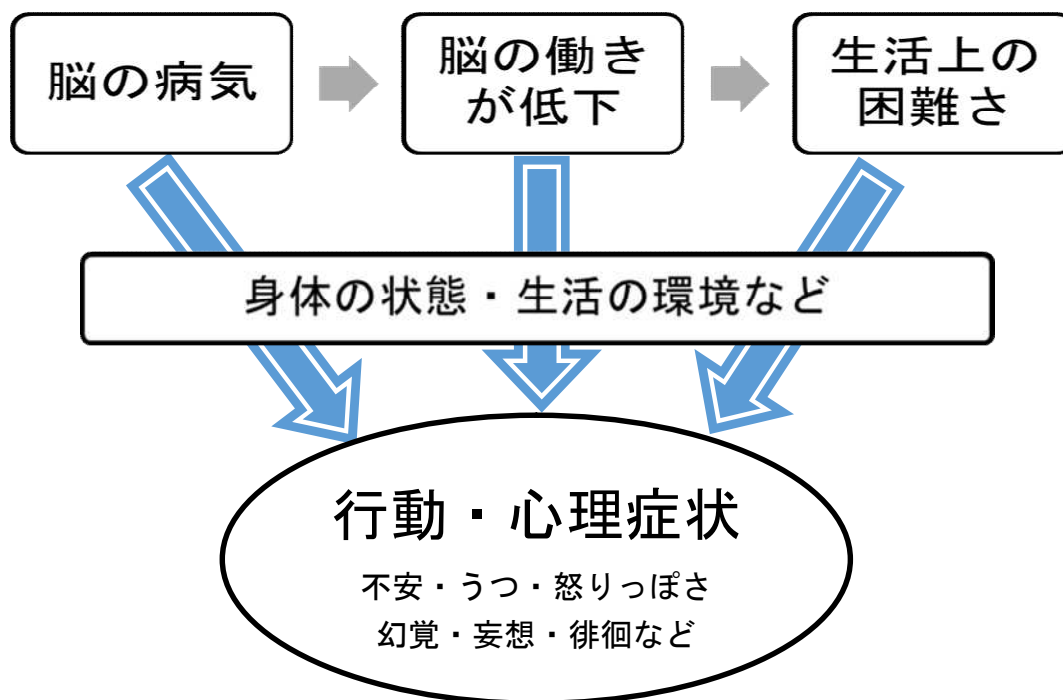 脳の病気
脳の働き
が低下
生活上の
困難さ
身体の状態・生活の環境など
行動・心理症状
不安・うつ・怒りっぽさ
幻覚・妄想・徘徊など